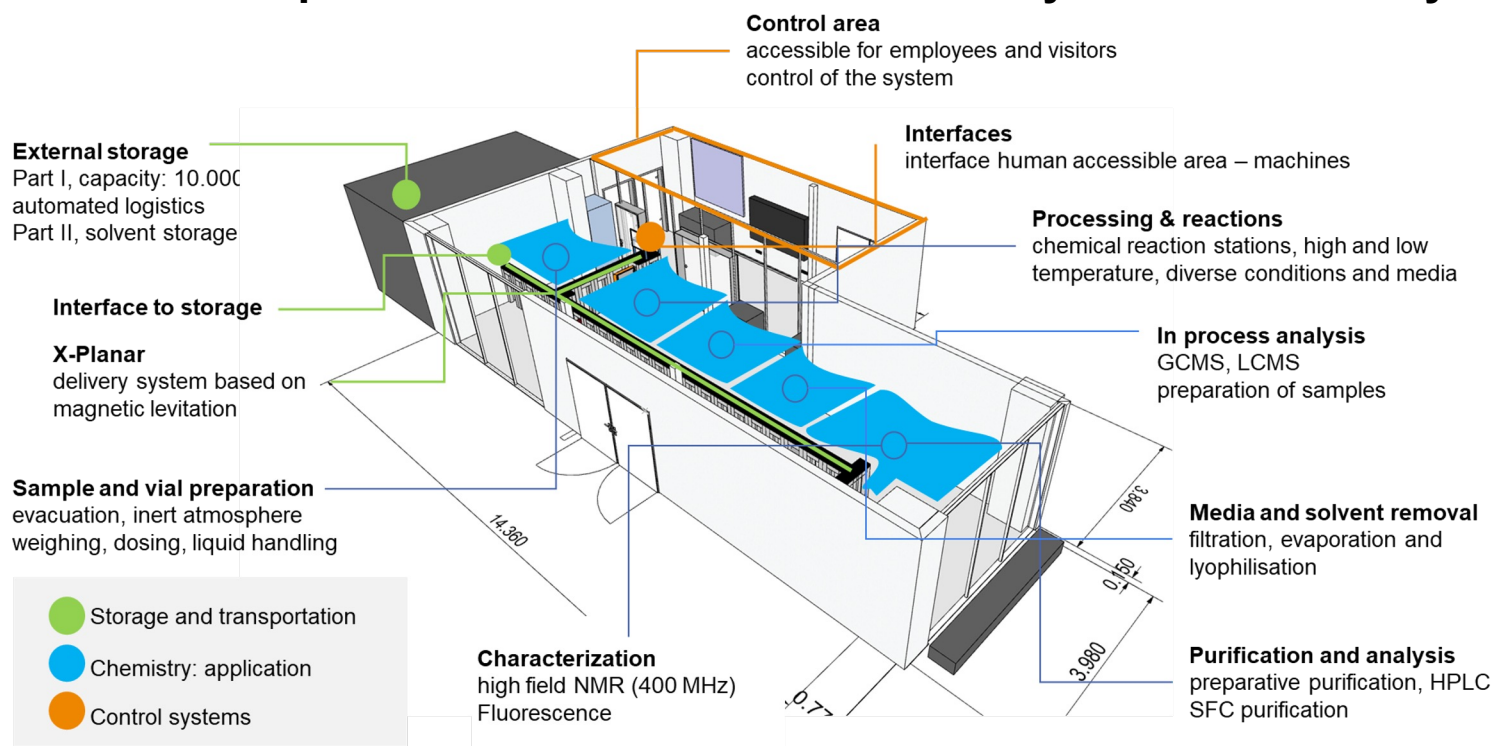 Control area
accessible for employees and visitors
control of the system
Interfaces
interface human accessible area – machines
External storage
Part I, capacity: 10.000
automated logistics
Part II, solvent storage
Processing & reactions
chemical reaction stations, high and low
temperature, diverse conditions and media
Interface to storage
X-Planar
delivery system based on
magnetic levitation
In process analysis
GCMS, LCMS
preparation of samples
Sample and vial preparation
evacuation, inert atmosphere
weighing, dosing, liquid handling
14.360
3.840
0.150
3.980
Media and solvent removal
filtration, evaporation and
lyophilisation
Storage and transportation
Chemistry: application
Control systems
Characterization
high field NMR (400 MHz)
Fluorescence
Purification and analysis
preparative purification, HPLC
SFC purification